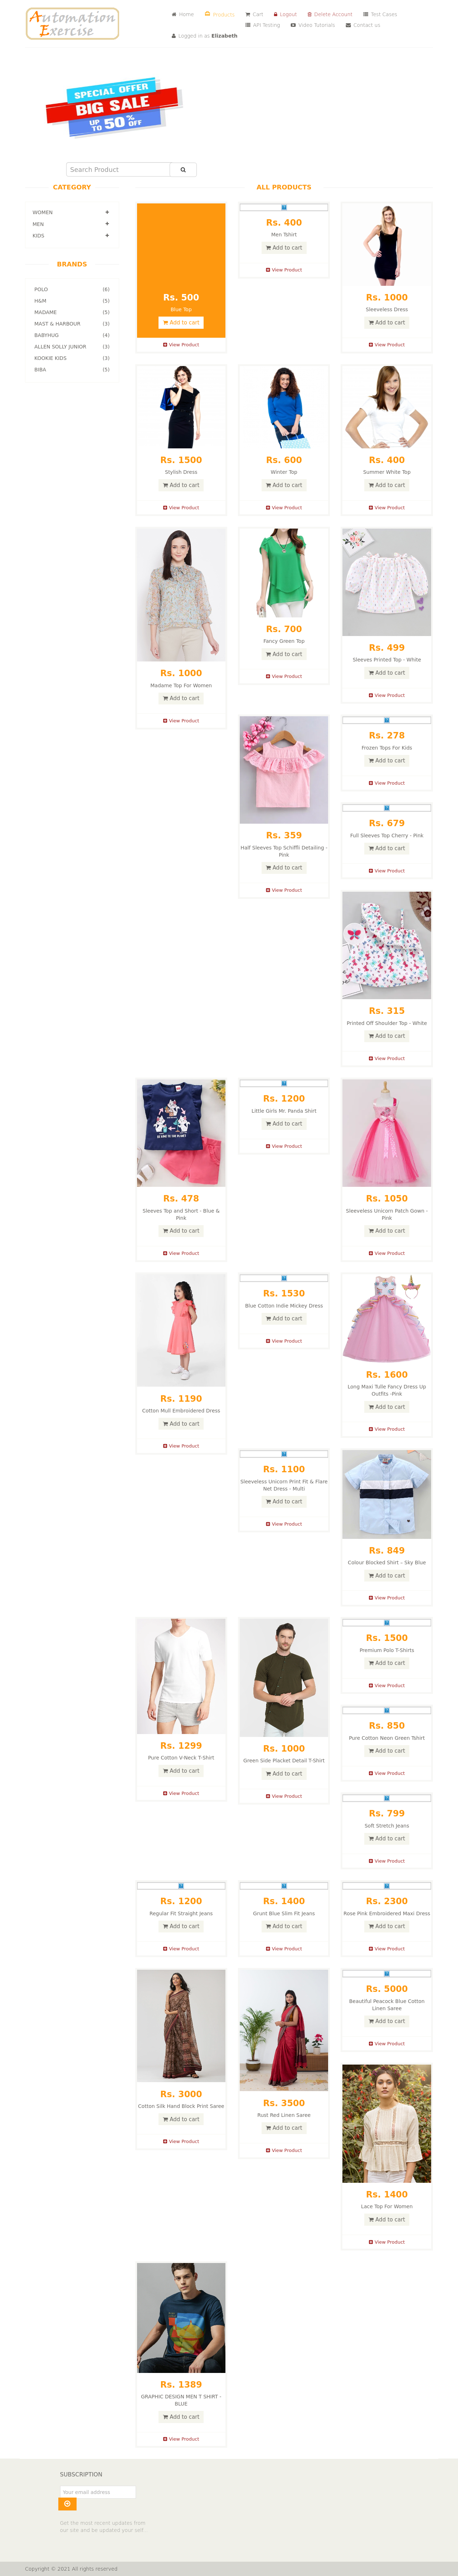 Automation
Exercise
Home
Products
Cart
Logout
Delete Account
Test Cases
API Testing
Video Tutorials
Contact us
Logged in as Elizabeth
SPECIAL OFFER
BIG SALE
UP TO 50% OFF
Search Product
CATEGORY
WOMEN
MEN
KIDS
BRANDS
POLO (6)
H&M (5)
MADAME (5)
MAST & HARBOUR (3)
BABYHUG (4)
ALLEN SOLLY JUNIOR (3)
KOOKIE KIDS (3)
BIBA (5)
ALL PRODUCTS
Rs. 500
Blue Top
Add to cart
View Product
Rs. 400
Men Tshirt
Add to cart
View Product
Rs. 1000
Sleeveless Dress
Add to cart
View Product
Rs. 1500
Stylish Dress
Add to cart
View Product
Rs. 600
Winter Top
Add to cart
View Product
Rs. 400
Summer White Top
Add to cart
View Product
Rs. 1000
Madame Top For Women
Add to cart
View Product
Rs. 700
Fancy Green Top
Add to cart
View Product
Rs. 499
Sleeves Printed Top - White
Add to cart
View Product
Rs. 359
Half Sleeves Top Schiffli Detailing -
Pink
Add to cart
View Product
Rs. 278
Frozen Tops For Kids
Add to cart
View Product
Rs. 679
Full Sleeves Top Cherry - Pink
Add to cart
View Product
Rs. 315
Printed Off Shoulder Top - White
Add to cart
View Product
Rs. 478
Sleeves Top and Short - Blue &
Pink
Add to cart
View Product
Rs. 1200
Little Girls Mr. Panda Shirt
Add to cart
View Product
Rs. 1050
Sleeveless Unicorn Patch Gown -
Pink
Add to cart
View Product
Rs. 1190
Cotton Mull Embroidered Dress
Add to cart
View Product
Rs. 1530
Blue Cotton Indie Mickey Dress
Add to cart
View Product
Rs. 1600
Long Maxi Tulle Fancy Dress Up
Outfits -Pink
Add to cart
View Product
Rs. 1100
Sleeveless Unicorn Print Fit & Flare
Net Dress - Multi
Add to cart
View Product
Rs. 849
Colour Blocked Shirt – Sky Blue
Add to cart
View Product
Rs. 1299
Pure Cotton V-Neck T-Shirt
Add to cart
View Product
Rs. 1000
Green Side Placket Detail T-Shirt
Add to cart
View Product
Rs. 1500
Premium Polo T-Shirts
Add to cart
View Product
Rs. 850
Pure Cotton Neon Green Tshirt
Add to cart
View Product
Rs. 799
Soft Stretch Jeans
Add to cart
View Product
Rs. 1200
Regular Fit Straight Jeans
Add to cart
View Product
Rs. 1400
Grunt Blue Slim Fit Jeans
Add to cart
View Product
Rs. 2300
Rose Pink Embroidered Maxi Dress
Add to cart
View Product
Rs. 3000
Cotton Silk Hand Block Print Saree
Add to cart
View Product
Rs. 3500
Rust Red Linen Saree
Add to cart
View Product
Rs. 5000
Beautiful Peacock Blue Cotton
Linen Saree
Add to cart
View Product
Rs. 1400
Lace Top For Women
Add to cart
View Product
Rs. 1389
GRAPHIC DESIGN MEN T SHIRT -
BLUE
Add to cart
View Product
SUBSCRIPTION
Your email address
Get the most recent updates from
our site and be updated your self...
Copyright © 2021 All rights reserved